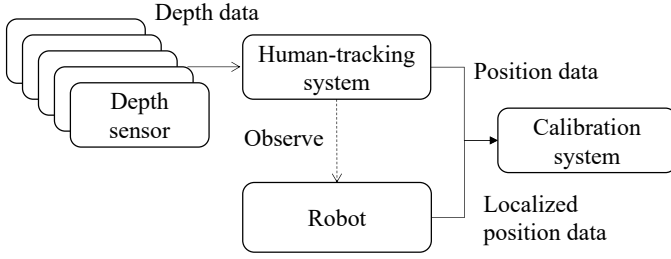 Depth data
Human-tracking
system
Position data
Depth
sensor
Calibration
system
Observe
Robot
Localized
position data